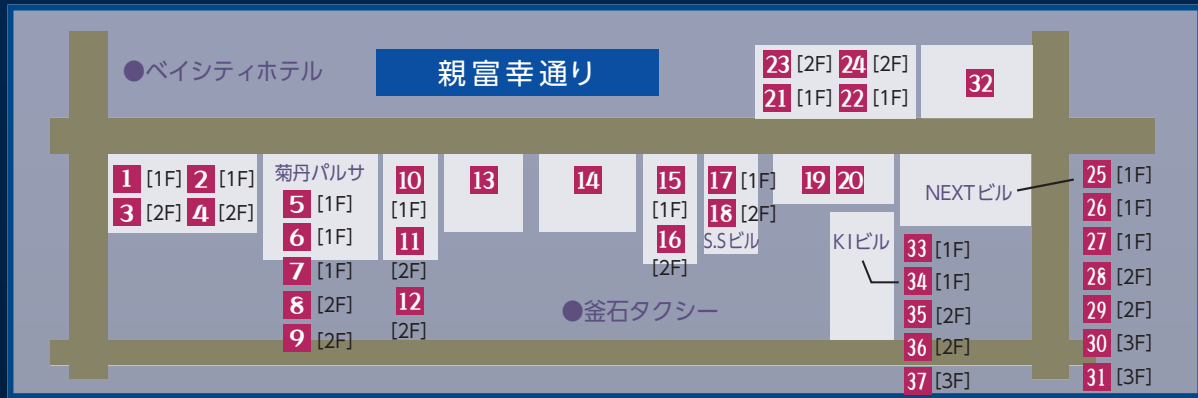 ●ベイシティホテル
親富幸通り
23 [2F] 24 [2F]
21 [1F] 22 [1F]
32
1 [1F] 2 [1F]
3 [2F] 4 [2F]
菊丹パルサ
5 [1F]
6 [1F]
7 [1F]
8 [2F]
9 [2F]
10
[1F]
11
[2F]
12
[2F]
13
14
15
[1F]
16
[2F]
17 [1F]
18 [2F]
S.Sビル
19 20
KIビル
33 [1F]
34 [1F]
35 [2F]
36 [2F]
37 [3F]
NEXTビル
25 [1F]
26 [1F]
27 [1F]
28 [2F]
29 [2F]
30 [3F]
31 [3F]
●釜石タクシー